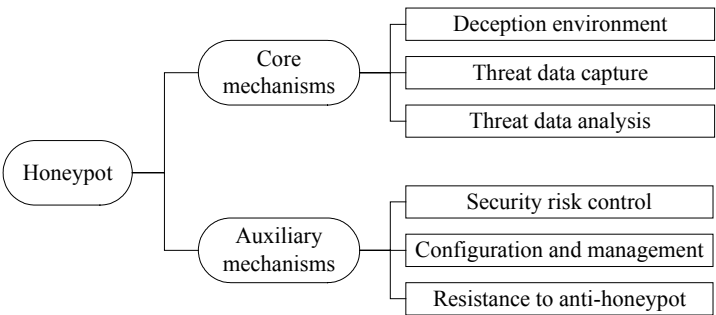 Honeypot
Core
mechanisms
Deception environment
Threat data capture
Threat data analysis
Auxiliary
mechanisms
Security risk control
Configuration and management
Resistance to anti-honeypot